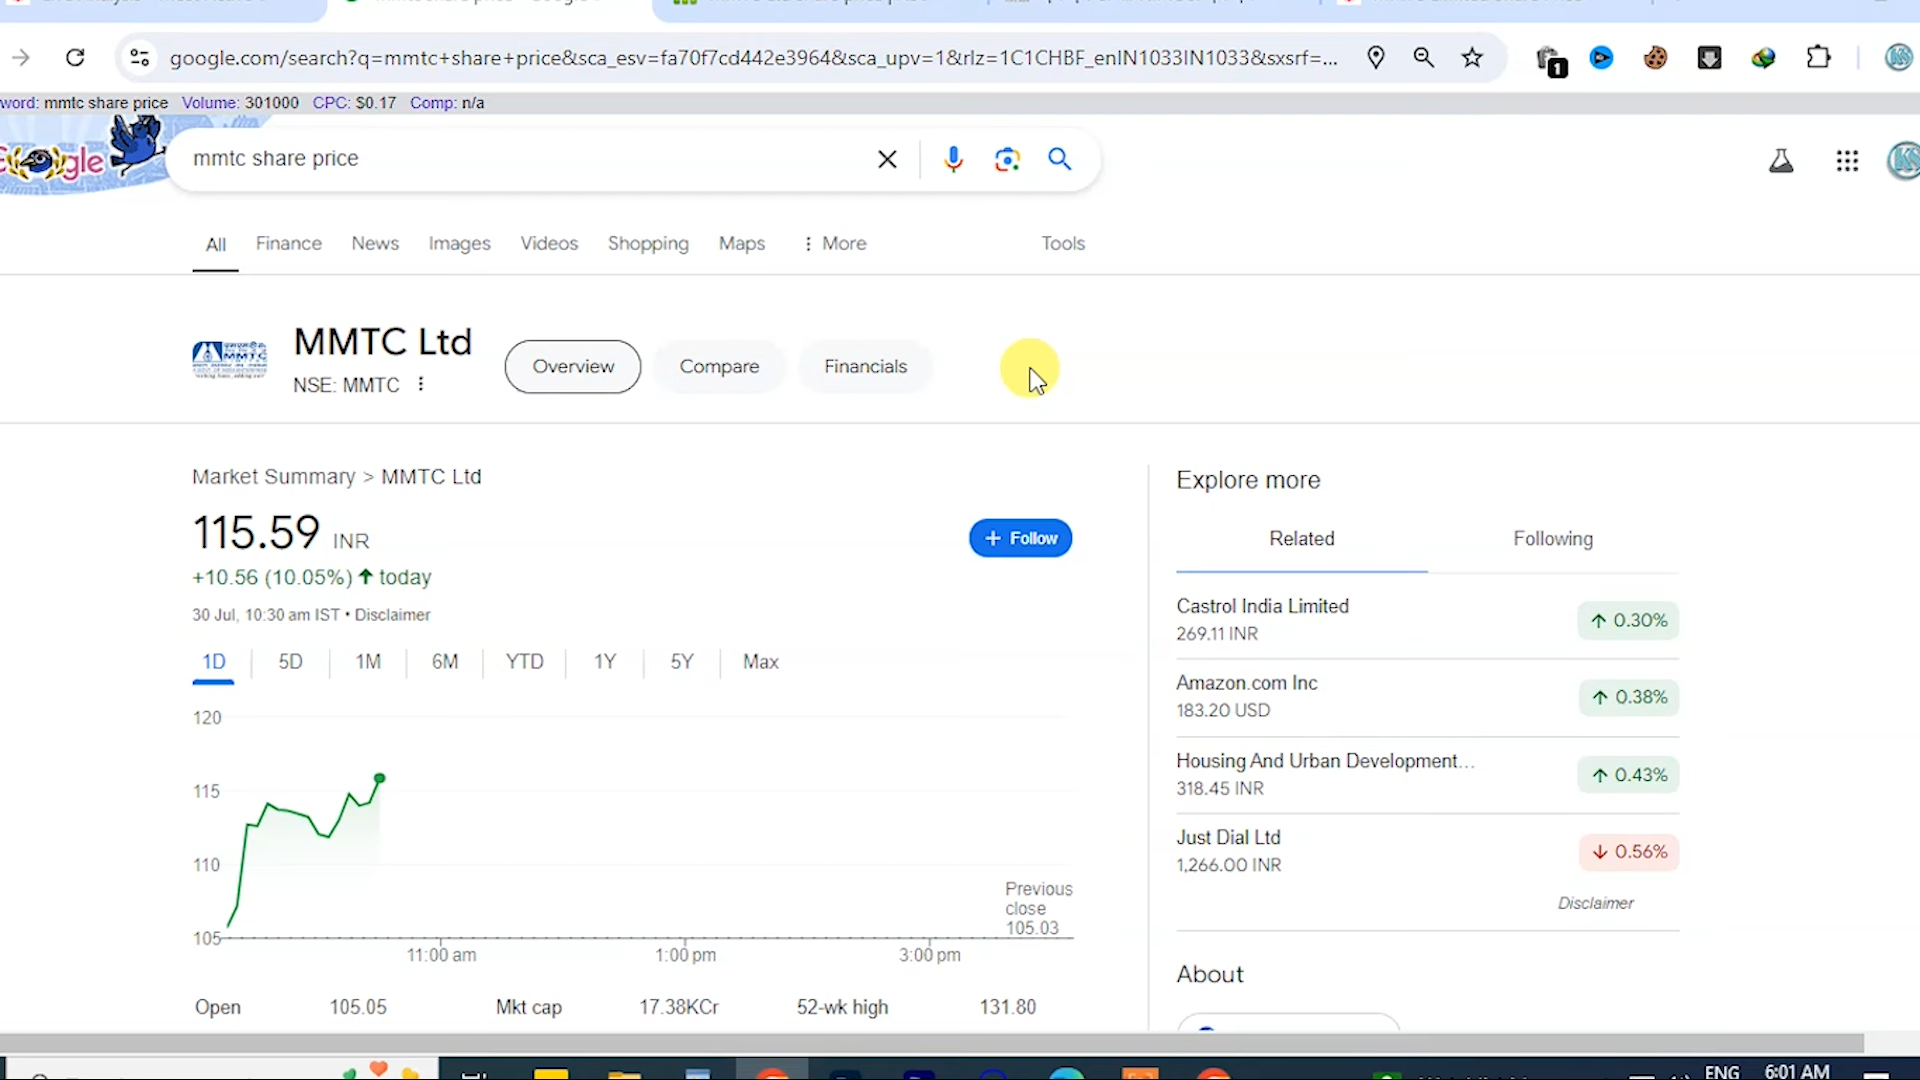 google.com/search?q=mmtc+share+price&sca_esv=fa70f7cd442e3964&sca_upv=1&rlz=1C1CHBF_enIN1033IN1033&sxsrf=...
1
word: mmtc share price Volume: 301000 CPC: $0.17 Comp: n/a
Google
mmtc share price
KS
All Finance News Images Videos Shopping Maps More Tools
MMTC
MMTC Ltd
NSE: MMTC
Overview Compare Financials
Market Summary > MMTC Ltd
115.59 INR
+ Follow
+10.56 (10.05%) ↑ today
30 Jul, 10:30 am IST • Disclaimer
1D 5D 1M 6M YTD 1Y 5Y Max
120
115
110
105
Previous
close
105.03
11:00 am 1:00 pm 3:00 pm
Open 105.05 Mkt cap 17.38KCr 52-wk high 131.80
Explore more
Related Following
Castrol India Limited
269.11 INR
↑ 0.30%
Amazon.com Inc
183.20 USD
↑ 0.38%
Housing And Urban Development...
318.45 INR
↑ 0.43%
Just Dial Ltd
1,266.00 INR
↓ 0.56%
Disclaimer
About
ENG 6:01 AM